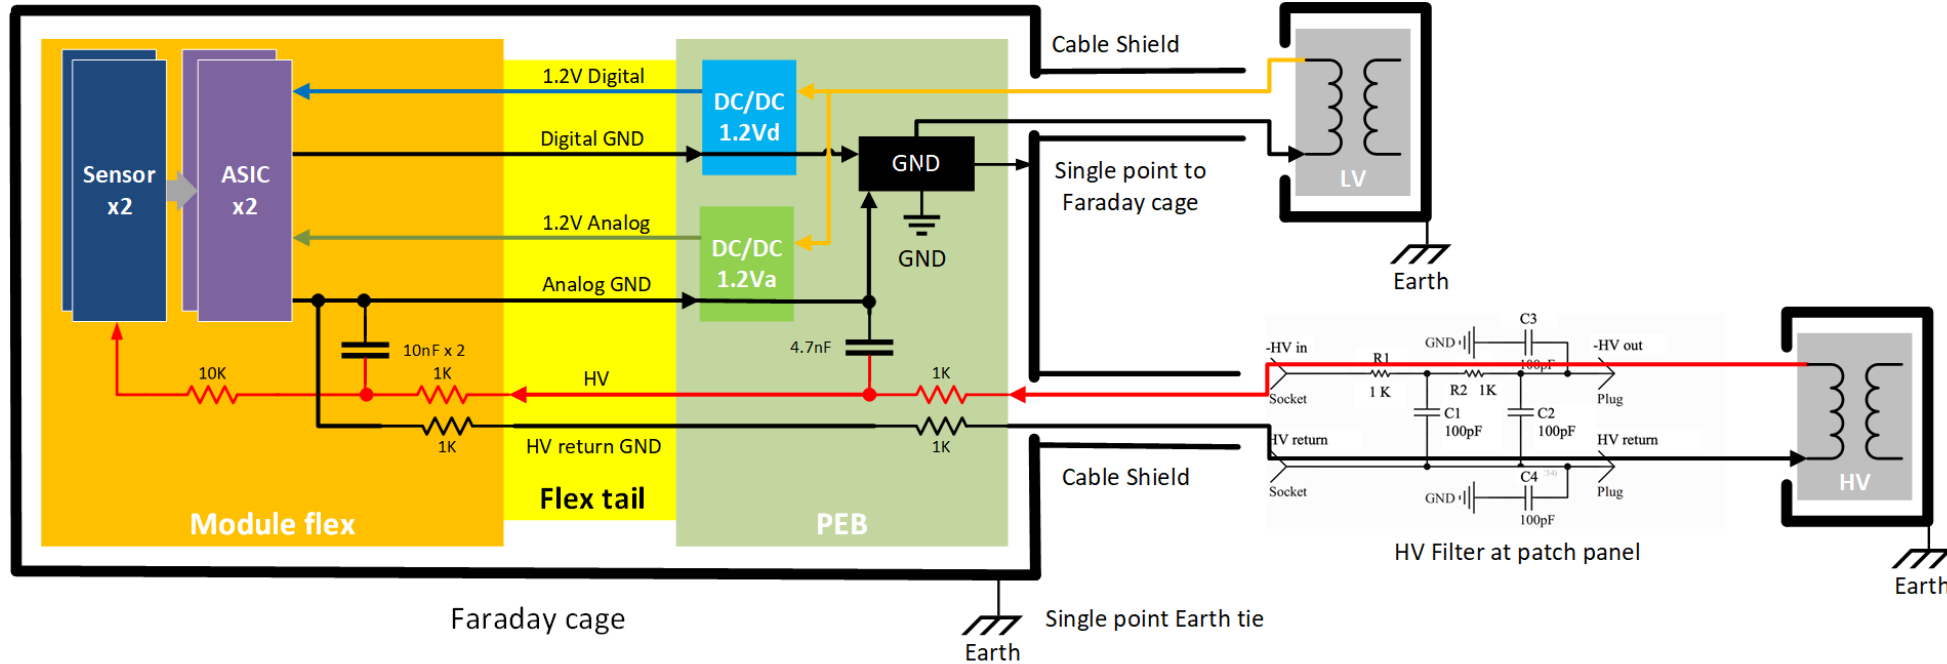 Cable Shield
1.2V Digital
DC/DC
1.2Vd
Digital GND
GND
Sensor
x2
ASIC
x2
Single point to
Faraday cage
LV
1.2V Analog
DC/DC
1.2Va
GND
Earth
Analog GND
10nF x 2
4.7nF
10K
1K
HV
1K
1K
HV return GND
1K
Cable Shield
Flex tail
Module flex
PEB
C3
GND
100pF
-HV in
-HV out
R1
1 K
R2
1K
Socket
Plug
C1
100pF
C2
100pF
HV return
HV return
Socket
Plug
C4
GND
100pF
HV
HV Filter at patch panel
Earth
Faraday cage
Single point Earth tie
Earth